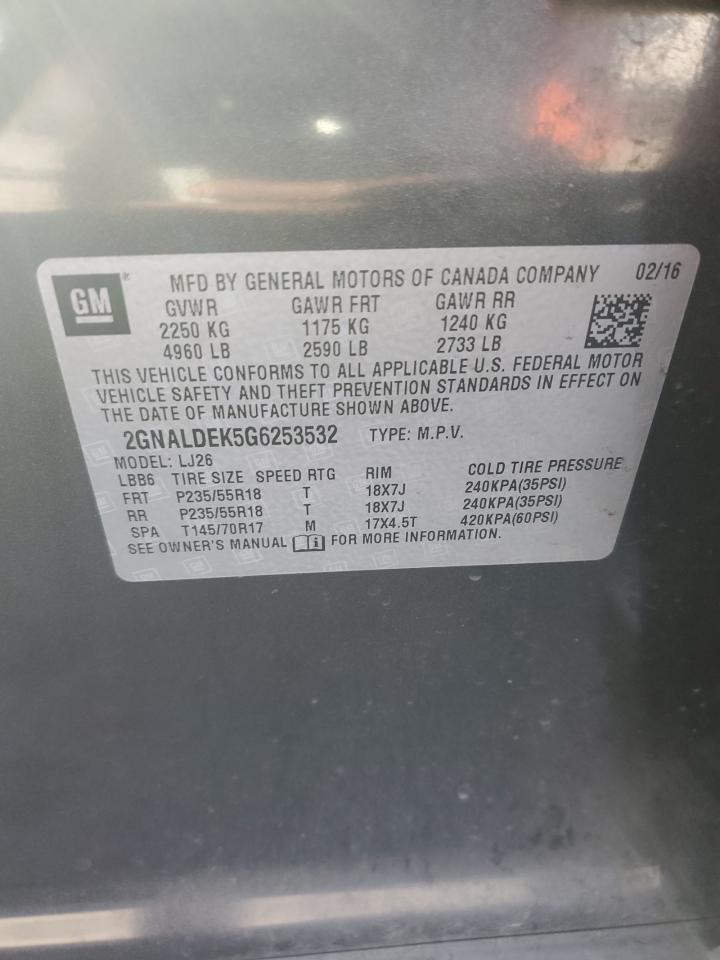 GM ® MFD BY GENERAL MOTORS OF CANADA COMPANY 02/16
GVWR GAWR FRT GAWR RR
2250 KG 1175 KG 1240 KG
4960 LB 2590 LB 2733 LB
THIS VEHICLE CONFORMS TO ALL APPLICABLE U.S. FEDERAL MOTOR
VEHICLE SAFETY AND THEFT PREVENTION STANDARDS IN EFFECT ON
THE DATE OF MANUFACTURE SHOWN ABOVE.
2GNALDEK5G6253532 TYPE: M.P.V.
MODEL: LJ26
LBB6 TIRE SIZE SPEED RTG RIM COLD TIRE PRESSURE
FRT P235/55R18 T 18X7J 240KPA(35PSI)
RR P235/55R18 T 18X7J 240KPA(35PSI)
SPA T145/70R17 M 17X4.5T 420KPA(60PSI)
SEE OWNER'S MANUAL i FOR MORE INFORMATION.